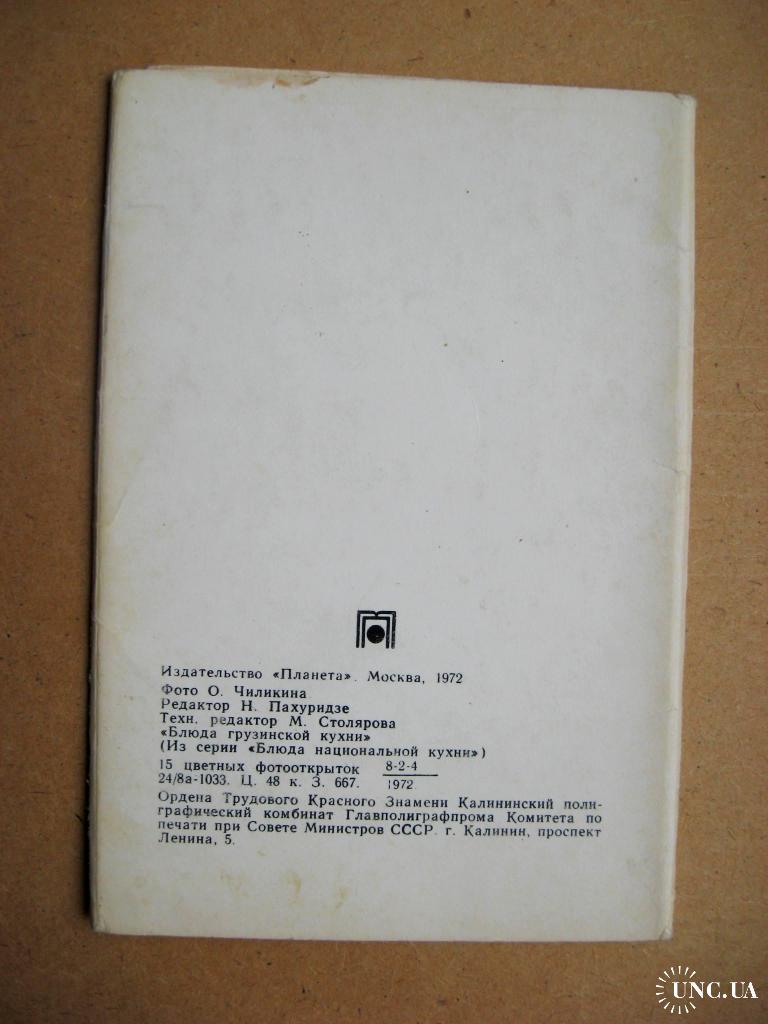 Издательство «Планета». Москва, 1972
Фото О. Чиликина
Редактор Н. Пахуридзе
Техн. редактор М. Столярова
«Блюда грузинской кухни»
(Из серии «Блюда национальной кухни»)
15 цветных фотооткрыток 8-2-4
24/8а-1033. Ц. 48 к. З. 667. 1972
Ордена Трудового Красного Знамени Калининский поли-
графический комбинат Главполиграфпрома Комитета по
печати при Совете Министров СССР. г. Калинин, проспект
Ленина, 5.
UNC.UA